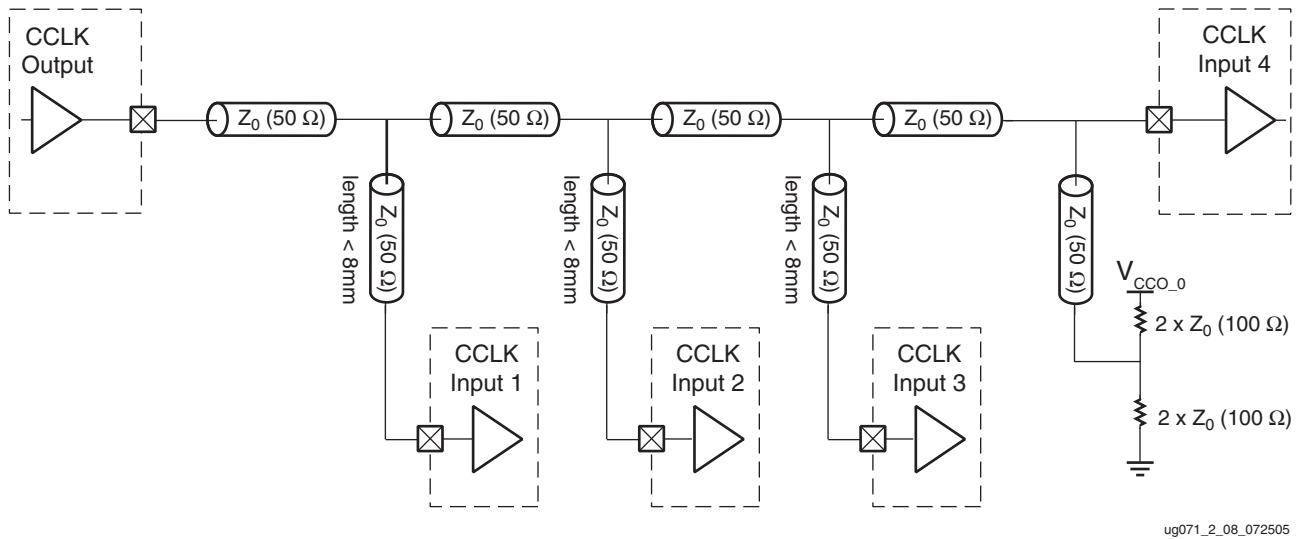 CCLK
Output
CCLK
Input 4
Z0 (50 Ω)
Z0 (50 Ω)
Z0 (50 Ω)
Z0 (50 Ω)
length < 8mm
Z0 (50 Ω)
length < 8mm
Z0 (50 Ω)
length < 8mm
Z0 (50 Ω)
Z0 (50 Ω)
VCCO_0
2 x Z0 (100 Ω)
2 x Z0 (100 Ω)
CCLK
Input 1
CCLK
Input 2
CCLK
Input 3
ug071_2_08_072505